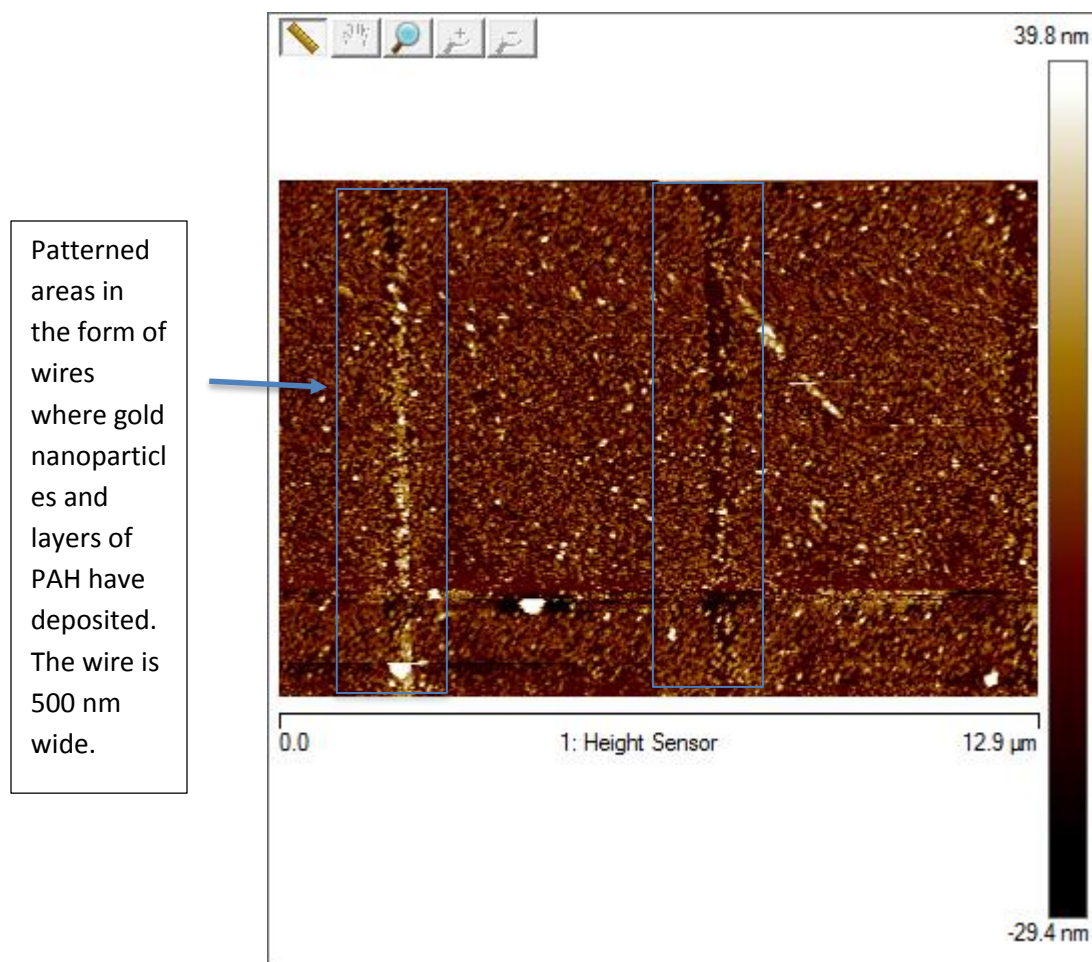 39.8 nm
Patterned
areas in
the form of
wires
where gold
nanoparticl
es and
layers of
PAH have
deposited.
The wire is
500 nm
wide.
0.0
1: Height Sensor
12.9 µm
-29.4 nm